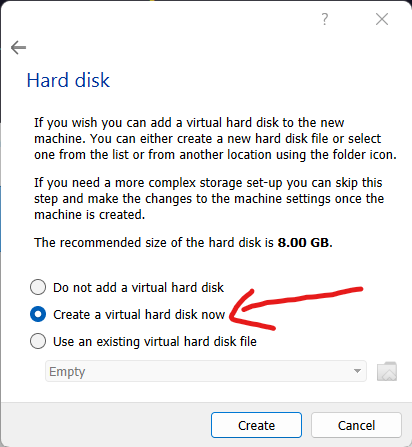 ?
Hard disk
If you wish you can add a virtual hard disk to the new
machine. You can either create a new hard disk file or select
one from the list or from another location using the folder icon.
If you need a more complex storage set-up you can skip this
step and make the changes to the machine settings once the
machine is created.
The recommended size of the hard disk is 8.00 GB.
Do not add a virtual hard disk
Create a virtual hard disk now
Use an existing virtual hard disk file
Empty
Create Cancel